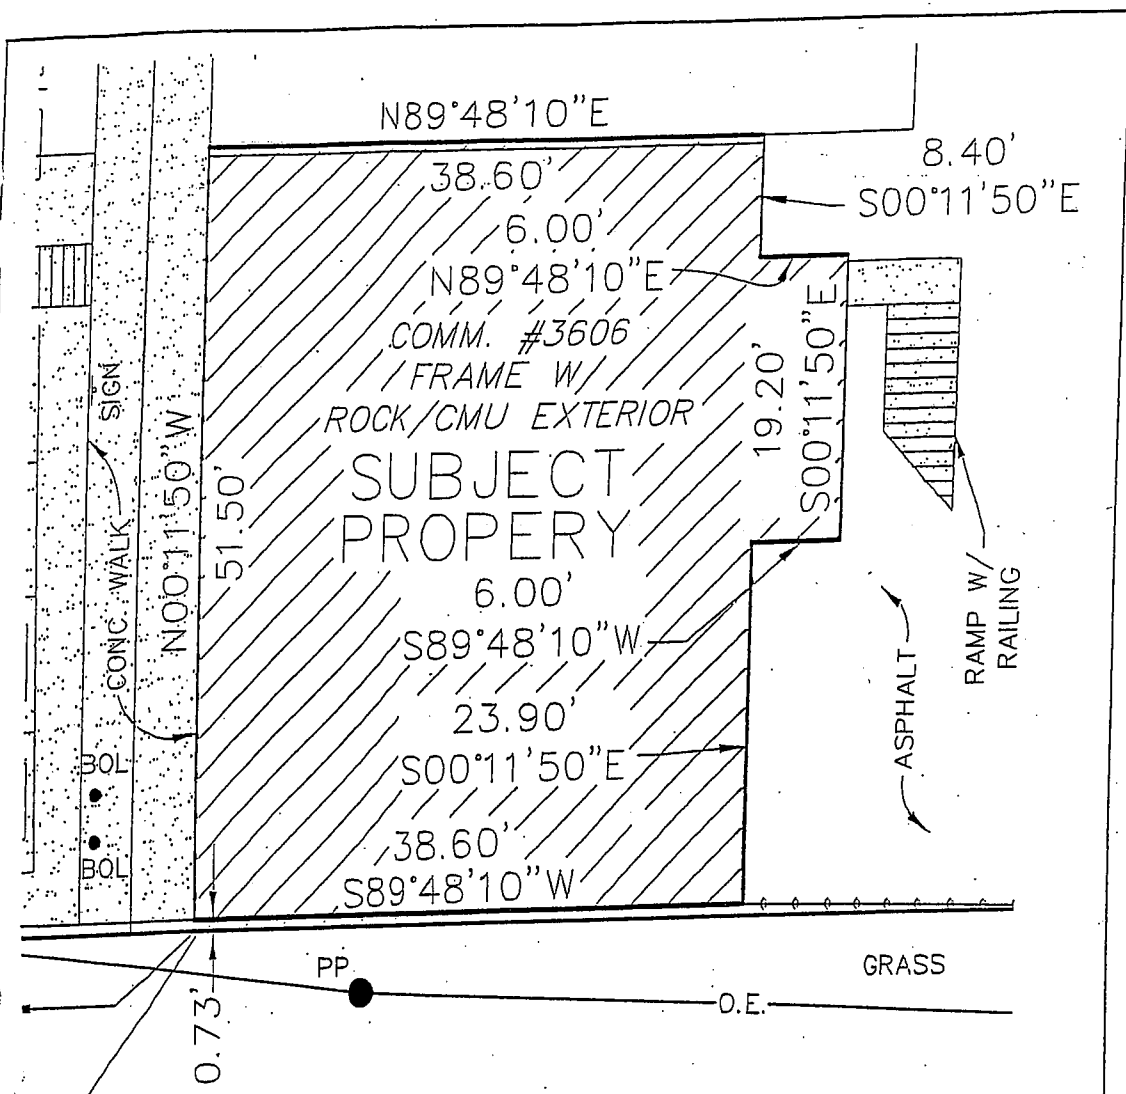 N89°48'10"E
38.60'
8.40'
S00°11'50"E
6.00'
N89°48'10"E
COMM. #3606
FRAME W/
ROCK/CMU EXTERIOR
SUBJECT
PROPERY
19.20'
S00°11'50"E
SIGN
CONC. WALK
N00°11'50"W
51.50'
6.00'
S89°48'10"W
23.90'
S00°11'50"E
38.60'
S89°48'10"W
RAMP W/
RAILING
ASPHALT
BOL
BOL
PP
GRASS
O.E.
0.73'